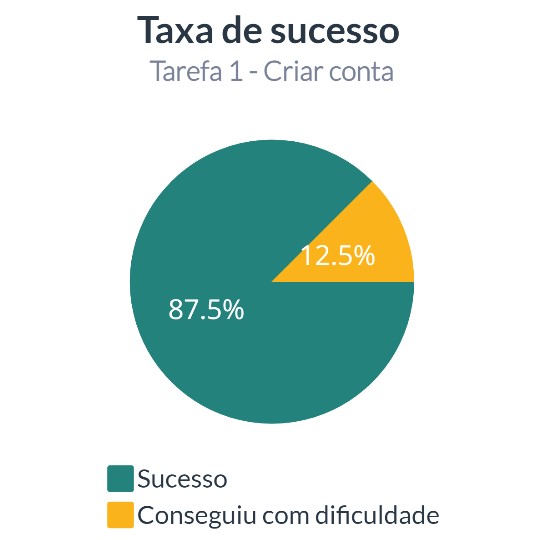 Taxa de sucesso
Tarefa 1 - Criar conta
12.5%
87.5%
Sucesso
Conseguiu com dificuldade